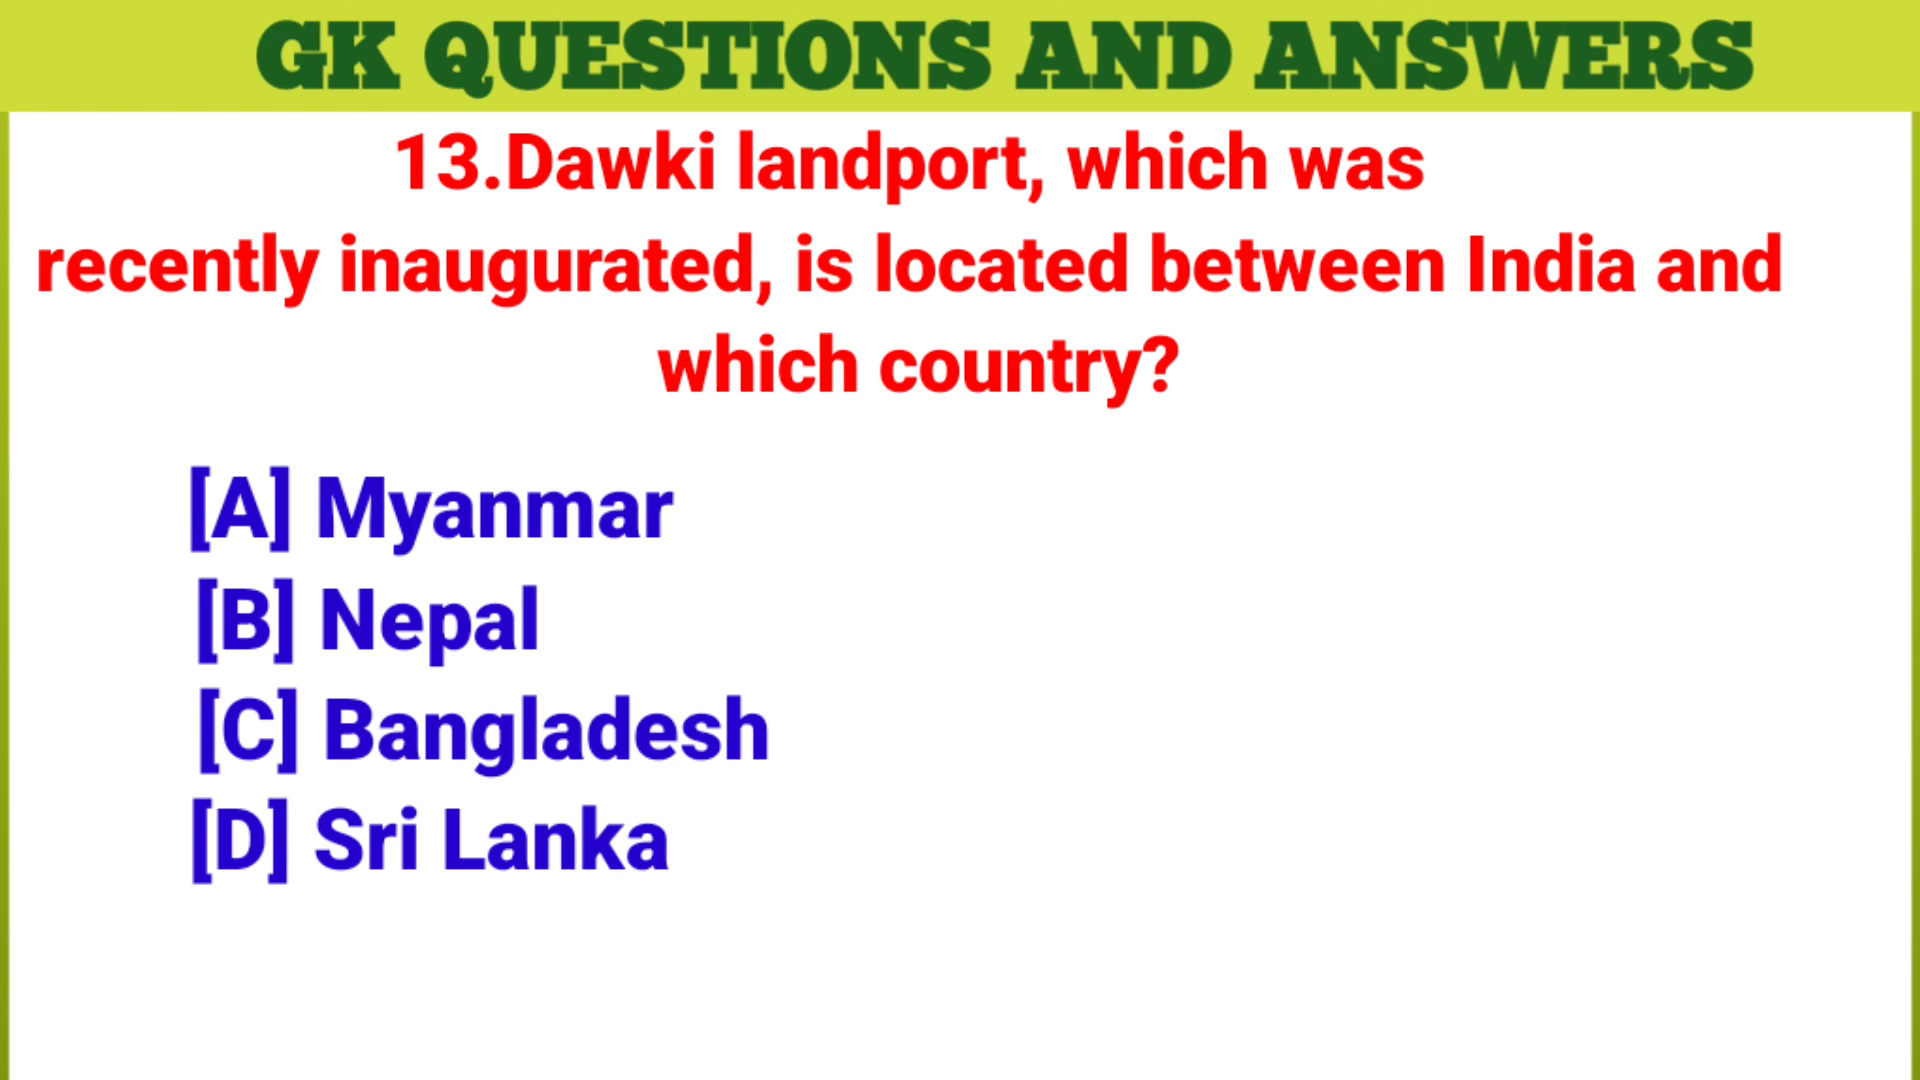 GK QUESTIONS AND ANSWERS
13.Dawki landport, which was
recently inaugurated, is located between India and
which country?
[A] Myanmar
[B] Nepal
[C] Bangladesh
[D] Sri Lanka